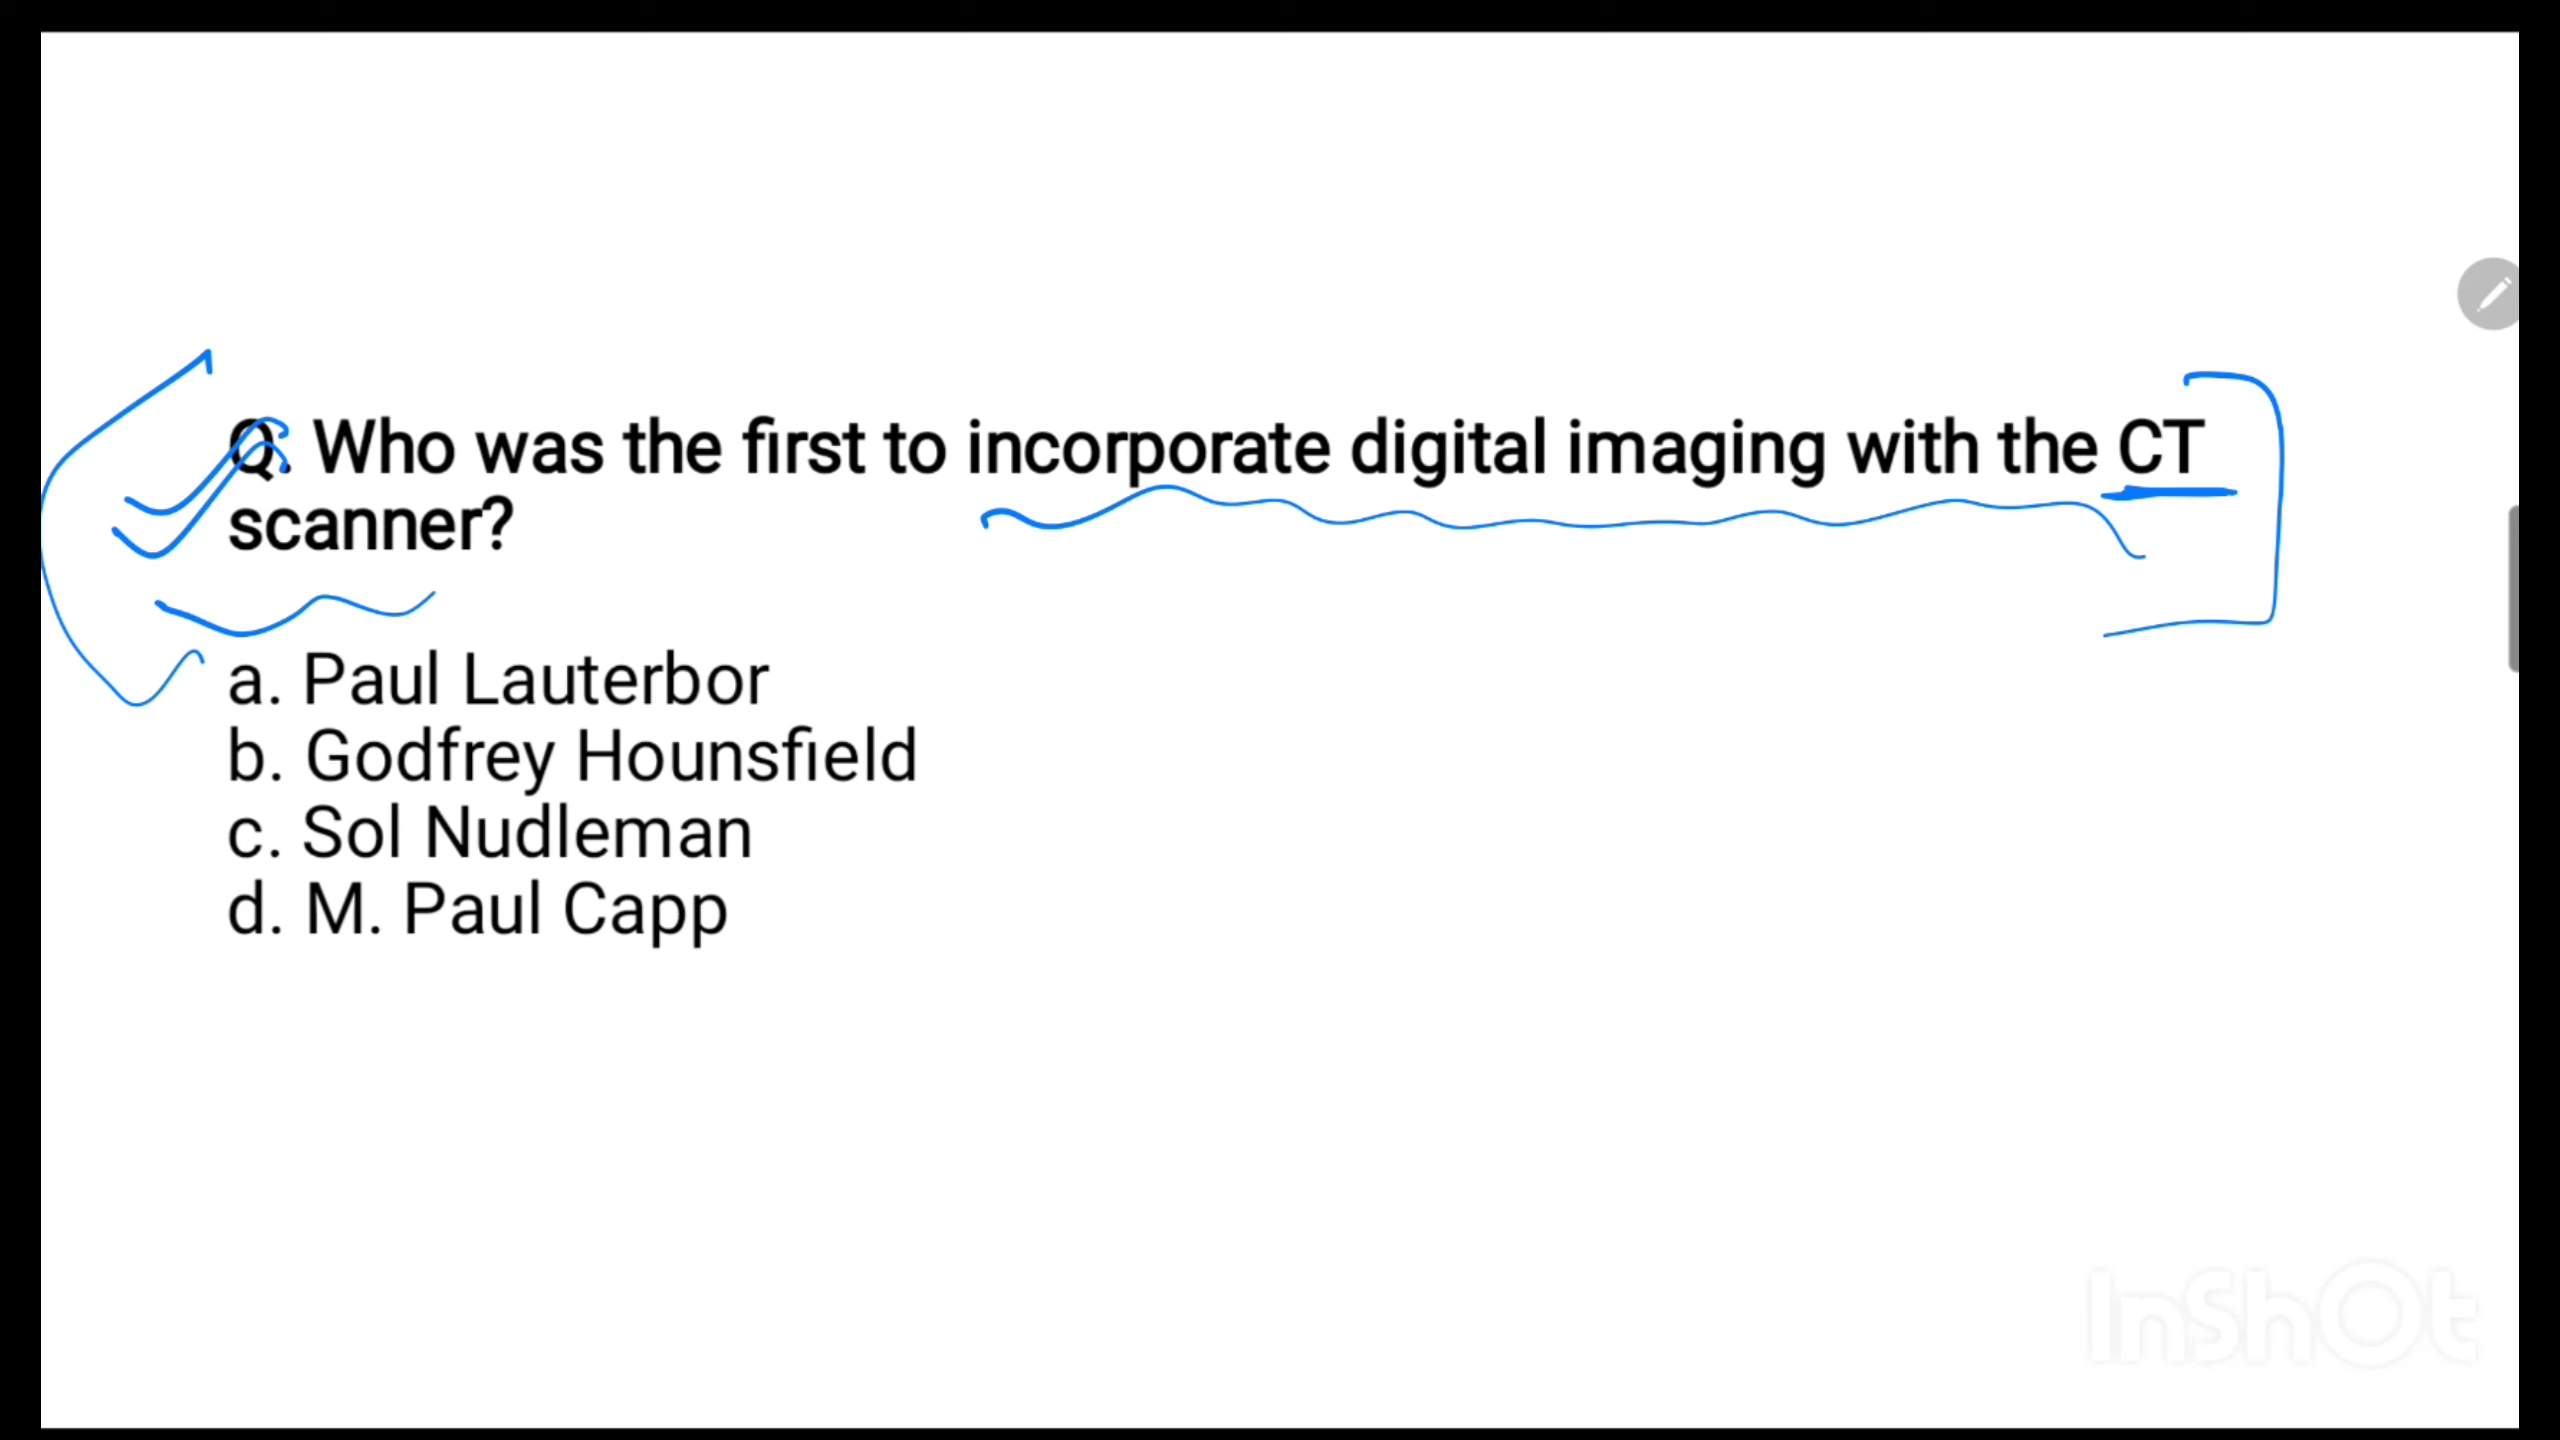 Q. Who was the first to incorporate digital imaging with the CT
scanner?
a. Paul Lauterbor
b. Godfrey Hounsfield
c. Sol Nudleman
d. M. Paul Capp
InShOt